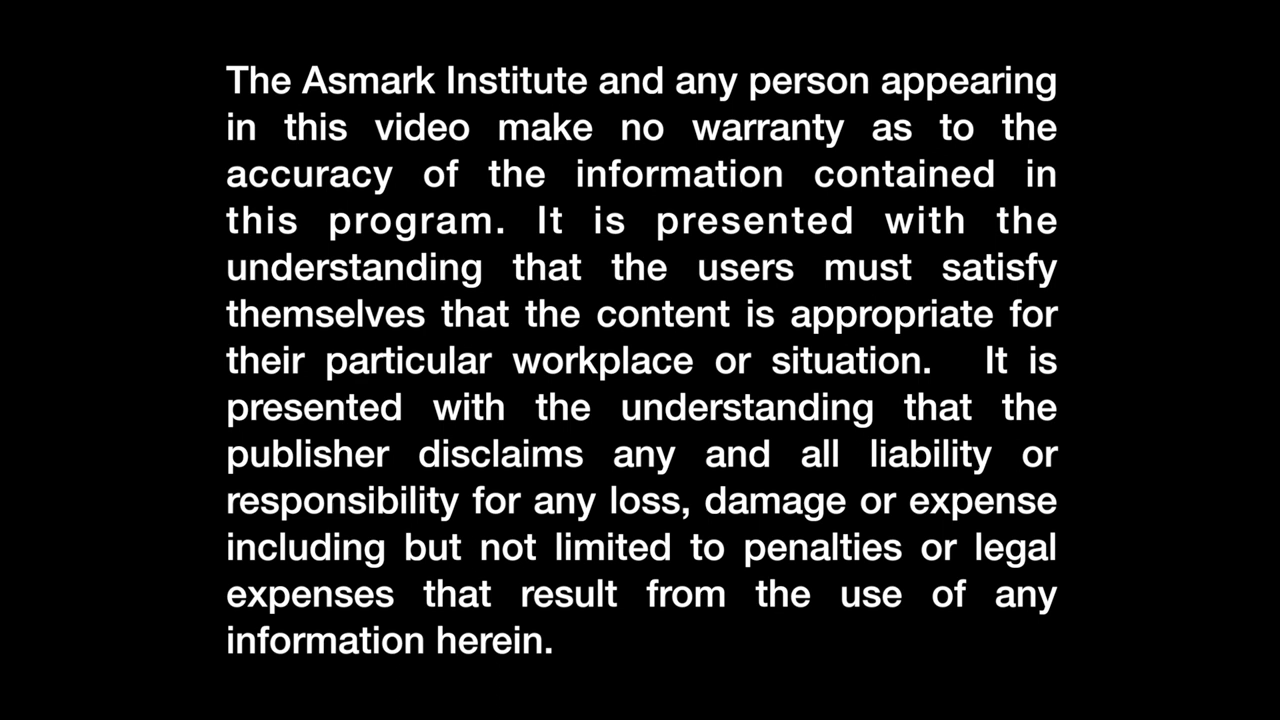 The Asmark Institute and any person appearing
in this video make no warranty as to the
accuracy of the information contained in
this program. It is presented with the
understanding that the users must satisfy
themselves that the content is appropriate for
their particular workplace or situation. It is
presented with the understanding that the
publisher disclaims any and all liability or
responsibility for any loss, damage or expense
including but not limited to penalties or legal
expenses that result from the use of any
information herein.